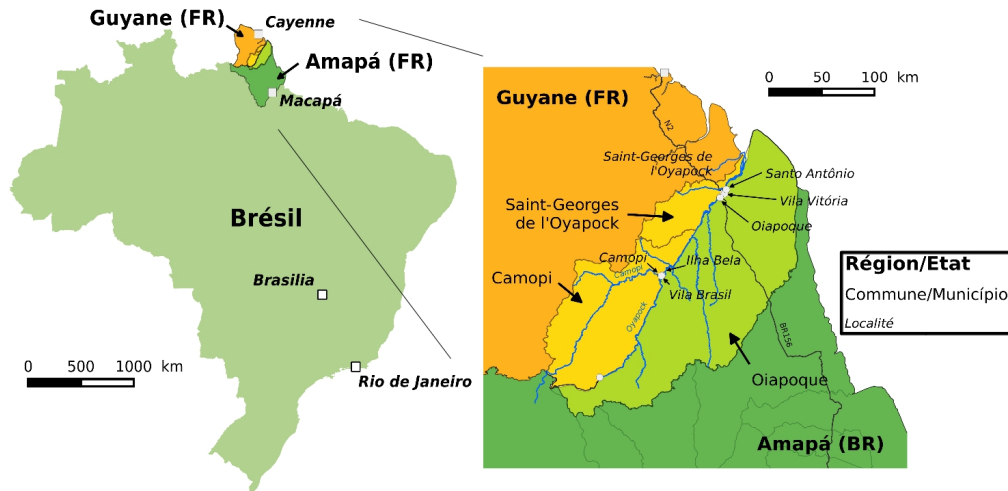 Guyane (FR)
Cayenne
Amapá (FR)
Macapá
Brésil
Brasilia
Rio de Janeiro
0 500 1000 km
0 50 100 km
Guyane (FR)
N2
Saint-Georges de
l'Oyapock
Santo Antônio
Vila Vitória
Oiapoque
Saint-Georges
de l'Oyapock
Camopi
Ilha Bela
Camopi
Camopi
Vila Brasil
Oyapock
BR156
Oiapoque
Amapá (BR)
Région/Etat
Commune/Município
Localité